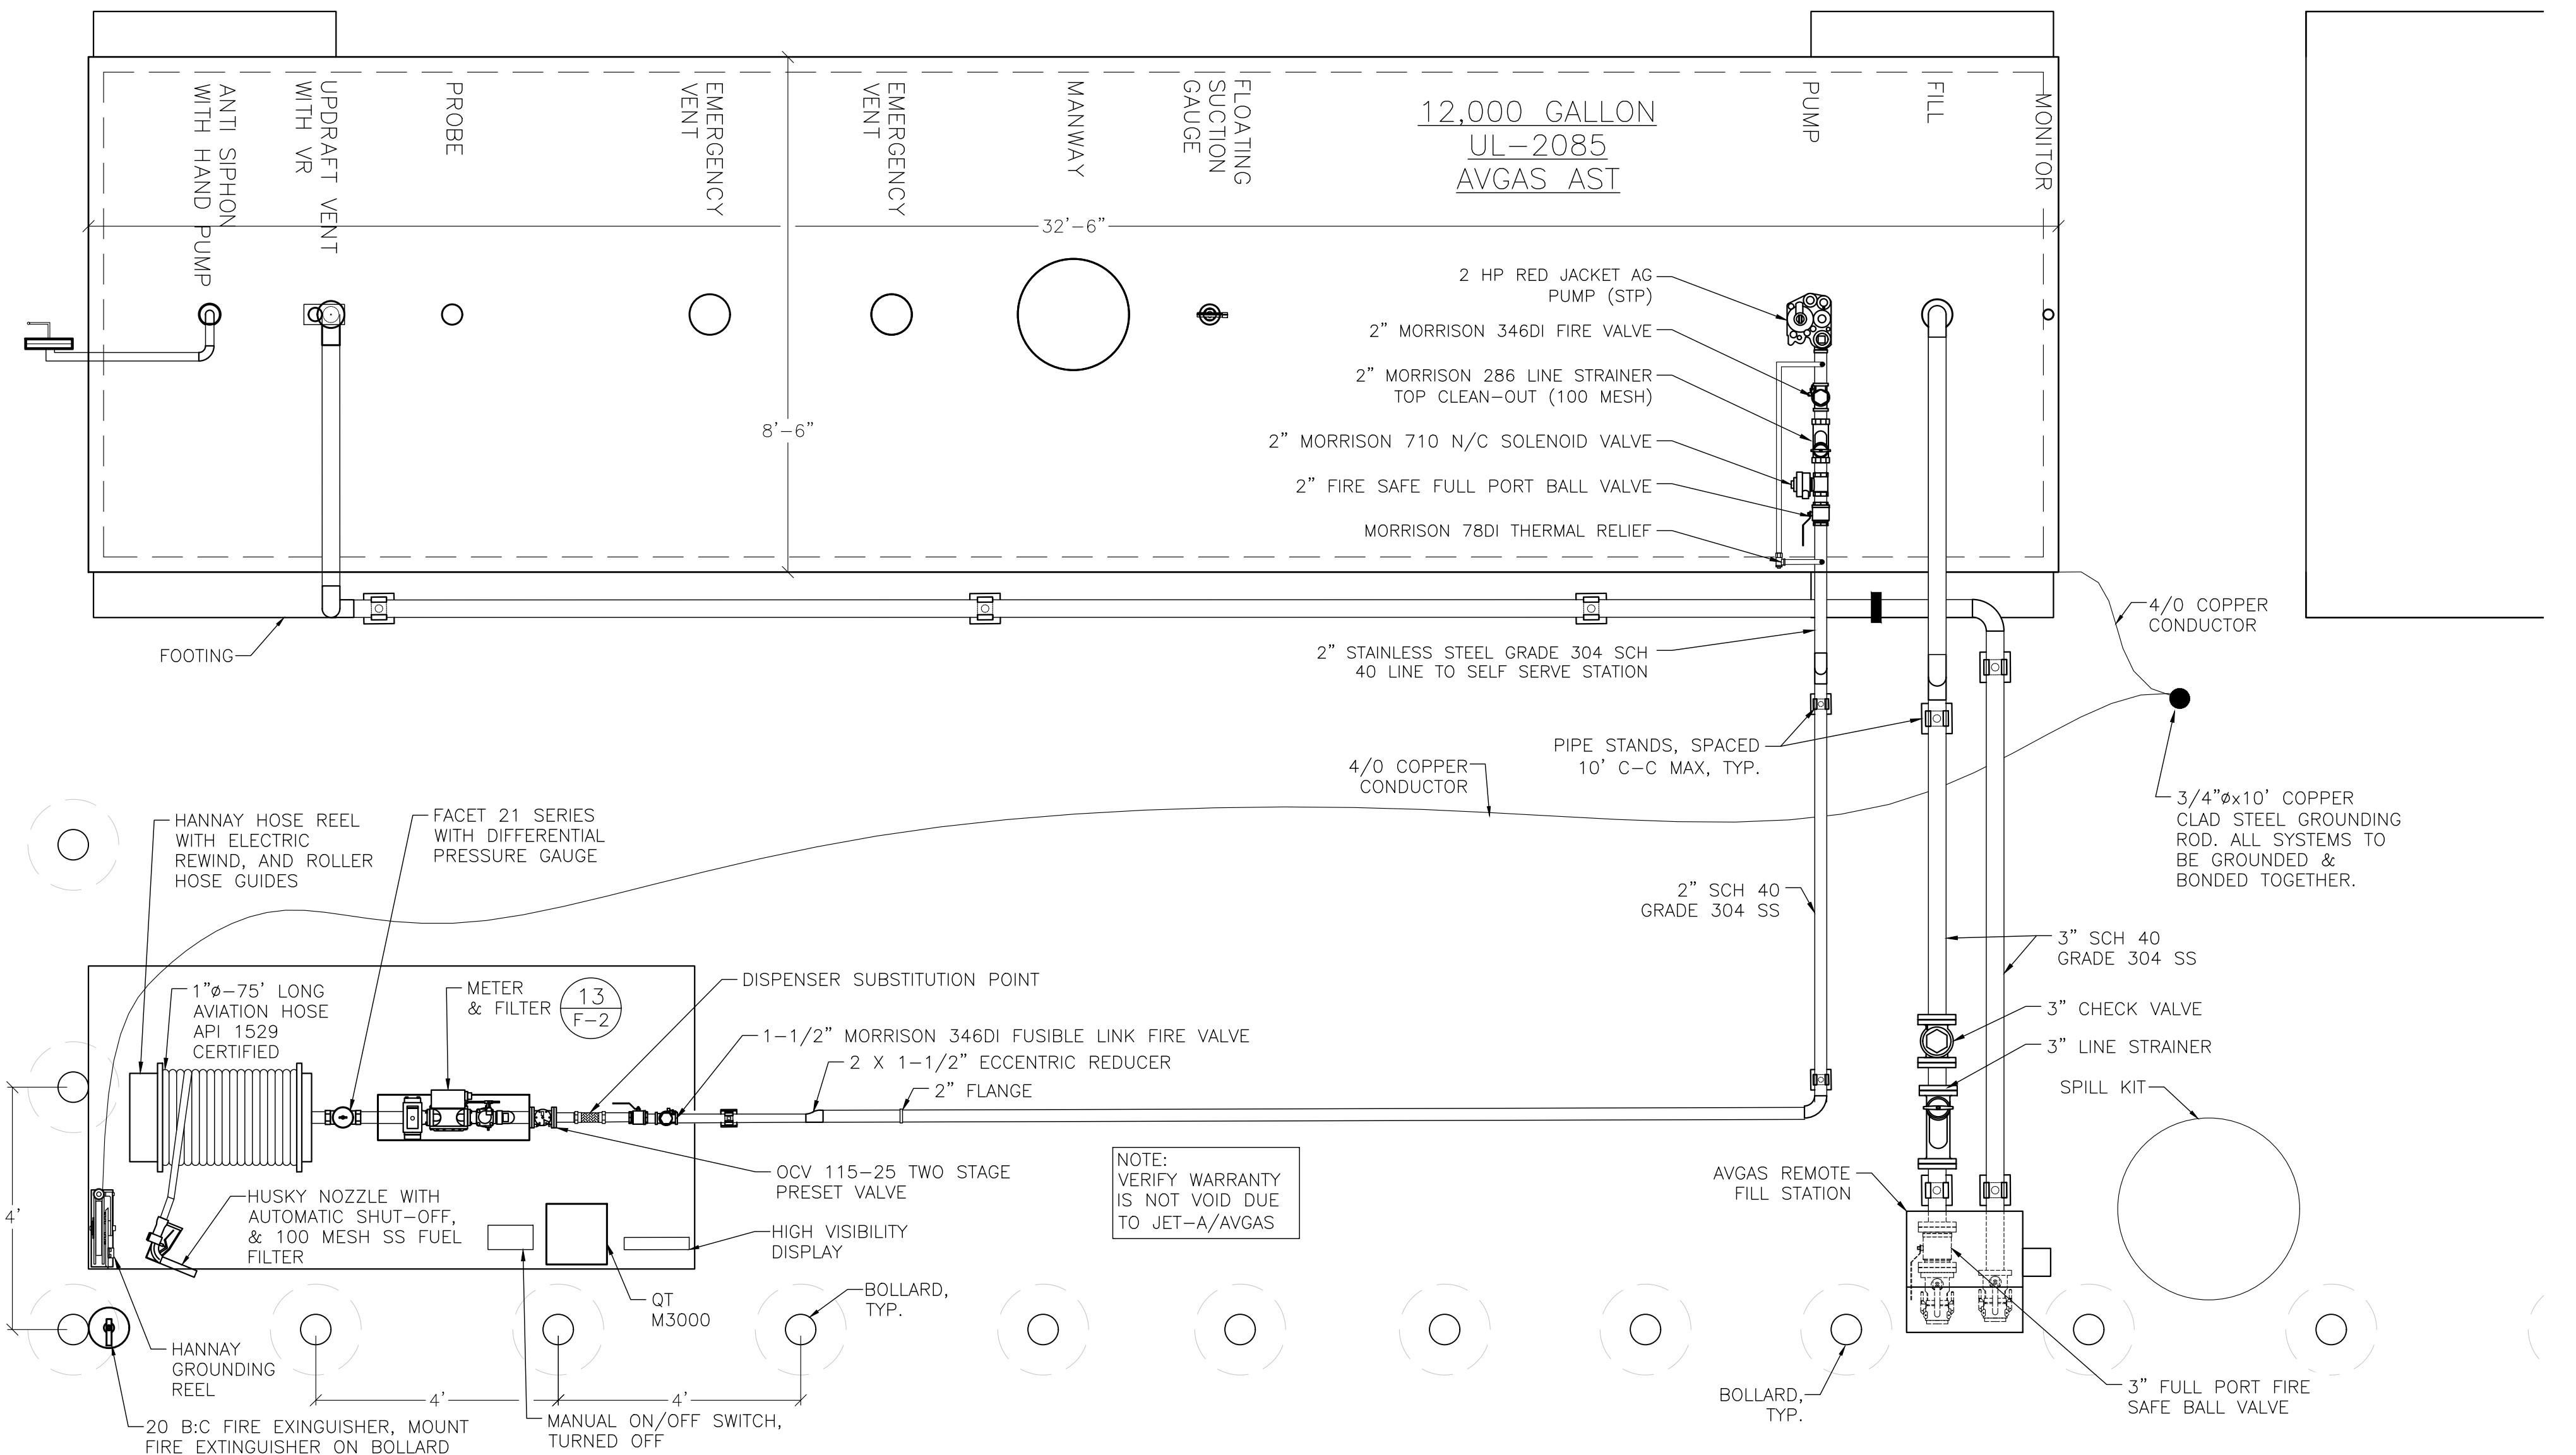 ANTI SIPHON
WITH HAND PUMP
UPDRAFT VENT
WITH VR
PROBE
EMERGENCY
VENT
EMERGENCY
VENT
MANWAY
FLOATING
SUCTION
GAUGE
12,000 GALLON
UL-2085
AVGAS AST
PUMP
FILL
MONITOR
32'-6"
8'-6"
2 HP RED JACKET AG
PUMP (STP)
2" MORRISON 346DI FIRE VALVE
2" MORRISON 286 LINE STRAINER
TOP CLEAN-OUT (100 MESH)
2" MORRISON 710 N/C SOLENOID VALVE
2" FIRE SAFE FULL PORT BALL VALVE
MORRISON 78DI THERMAL RELIEF
FOOTING
2" STAINLESS STEEL GRADE 304 SCH
40 LINE TO SELF SERVE STATION
4/0 COPPER
CONDUCTOR
PIPE STANDS, SPACED
10' C-C MAX, TYP.
4/0 COPPER
CONDUCTOR
3/4"øx10' COPPER
CLAD STEEL GROUNDING
ROD. ALL SYSTEMS TO
BE GROUNDED &
BONDED TOGETHER.
HANNAY HOSE REEL
WITH ELECTRIC
REWIND, AND ROLLER
HOSE GUIDES
FACET 21 SERIES
WITH DIFFERENTIAL
PRESSURE GAUGE
2" SCH 40
GRADE 304 SS
3" SCH 40
GRADE 304 SS
1"ø-75' LONG
AVIATION HOSE
API 1529
CERTIFIED
METER
& FILTER
13
F-2
DISPENSER SUBSTITUTION POINT
1-1/2" MORRISON 346DI FUSIBLE LINK FIRE VALVE
2 X 1-1/2" ECCENTRIC REDUCER
2" FLANGE
3" CHECK VALVE
3" LINE STRAINER
SPILL KIT
OCV 115-25 TWO STAGE
PRESET VALVE
NOTE:
VERIFY WARRANTY
IS NOT VOID DUE
TO JET-A/AVGAS
AVGAS REMOTE
FILL STATION
HUSKY NOZZLE WITH
AUTOMATIC SHUT-OFF,
& 100 MESH SS FUEL
FILTER
HIGH VISIBILITY
DISPLAY
4'
QT
M3000
BOLLARD,
TYP.
HANNAY
GROUNDING
REEL
4'
4'
20 B:C FIRE EXINGUISHER, MOUNT
FIRE EXTINGUISHER ON BOLLARD
MANUAL ON/OFF SWITCH,
TURNED OFF
BOLLARD,
TYP.
3" FULL PORT FIRE
SAFE BALL VALVE